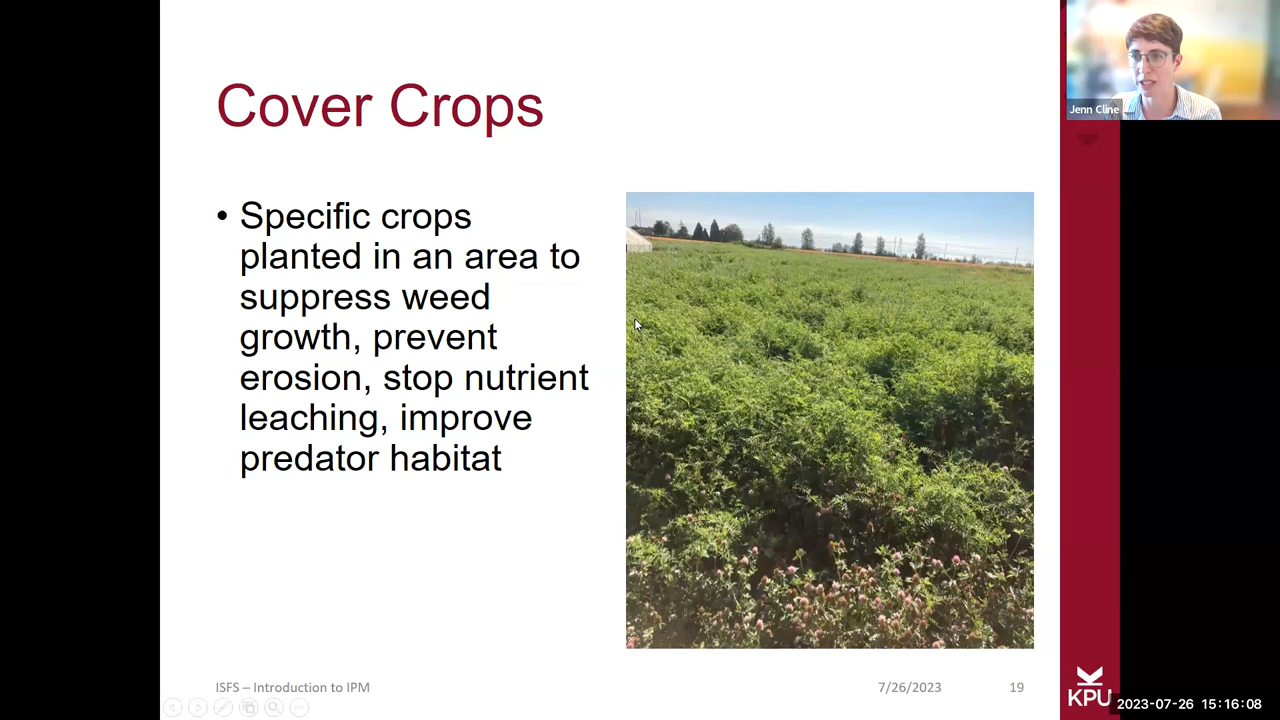 Jenn Cline
Cover Crops
• Specific crops
planted in an area to
suppress weed
growth, prevent
erosion, stop nutrient
leaching, improve
predator habitat
ISFS – Introduction to IPM
7/26/2023
19
KPU
2023-07-26 15:16:08